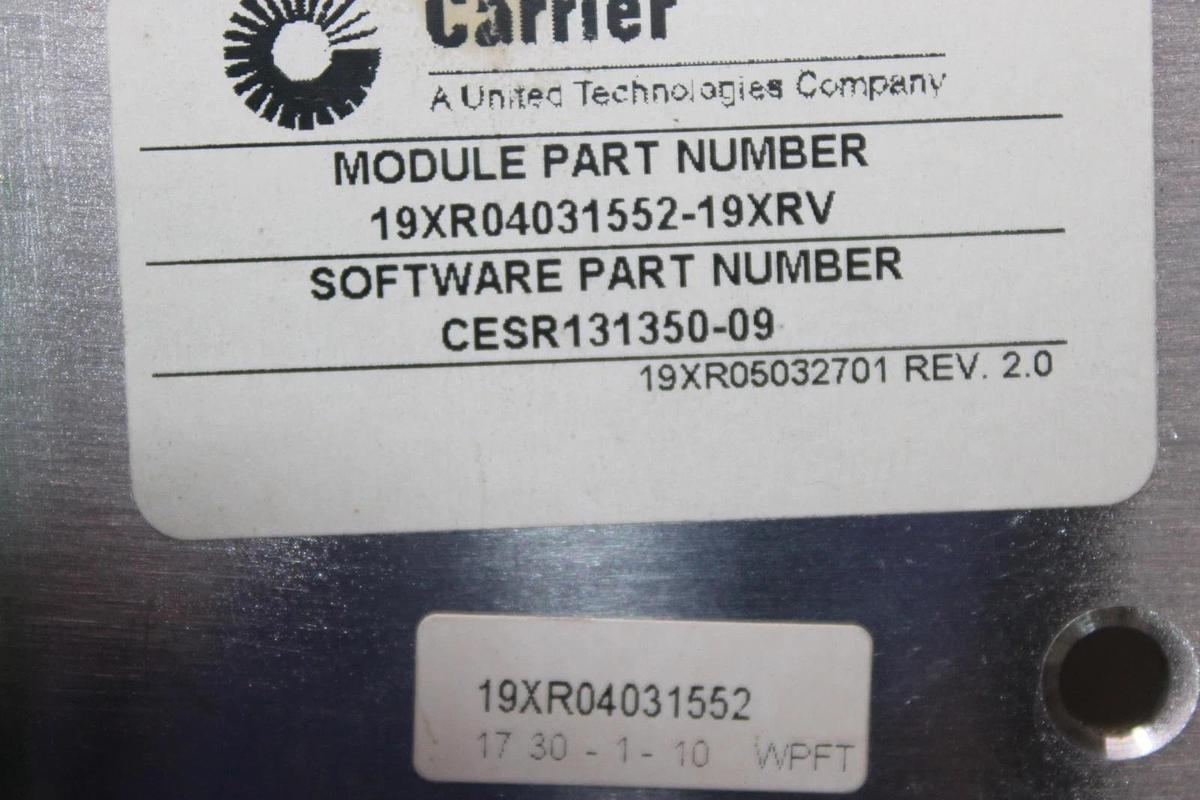 Carrier
A United Technologies Company
MODULE PART NUMBER
19XR04031552-19XRV
SOFTWARE PART NUMBER
CESR131350-09
19XR05032701 REV. 2.0
19XR04031552
17 30 - 1 - 10 WPFT